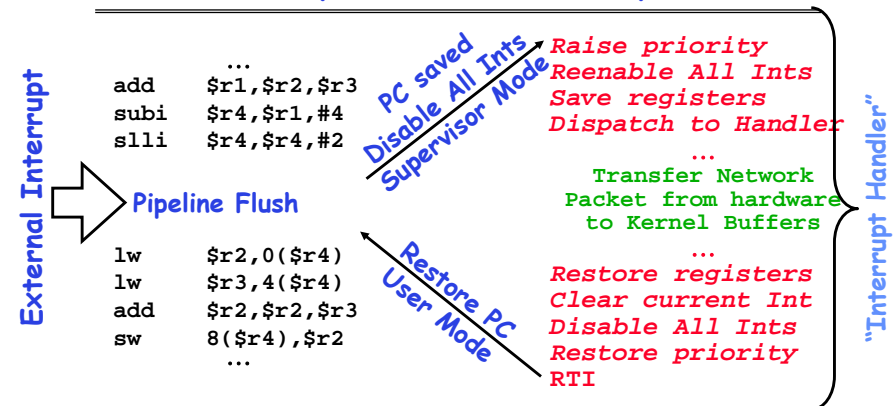 External Interrupt
…
add $r1,$r2,$r3
subi $r4,$r1,#4
slli $r4,$r4,#2
Pipeline Flush
lw $r2,0($r4)
lw $r3,4($r4)
add $r2,$r2,$r3
sw 8($r4),$r2
…
PC saved
Disable All Ints
Supervisor Mode
Restore PC
User Mode
Raise priority
Reenable All Ints
Save registers
Dispatch to Handler
…
Transfer Network
Packet from hardware
to Kernel Buffers
…
Restore registers
Clear current Int
Disable All Ints
Restore priority
RTI
“Interrupt Handler”